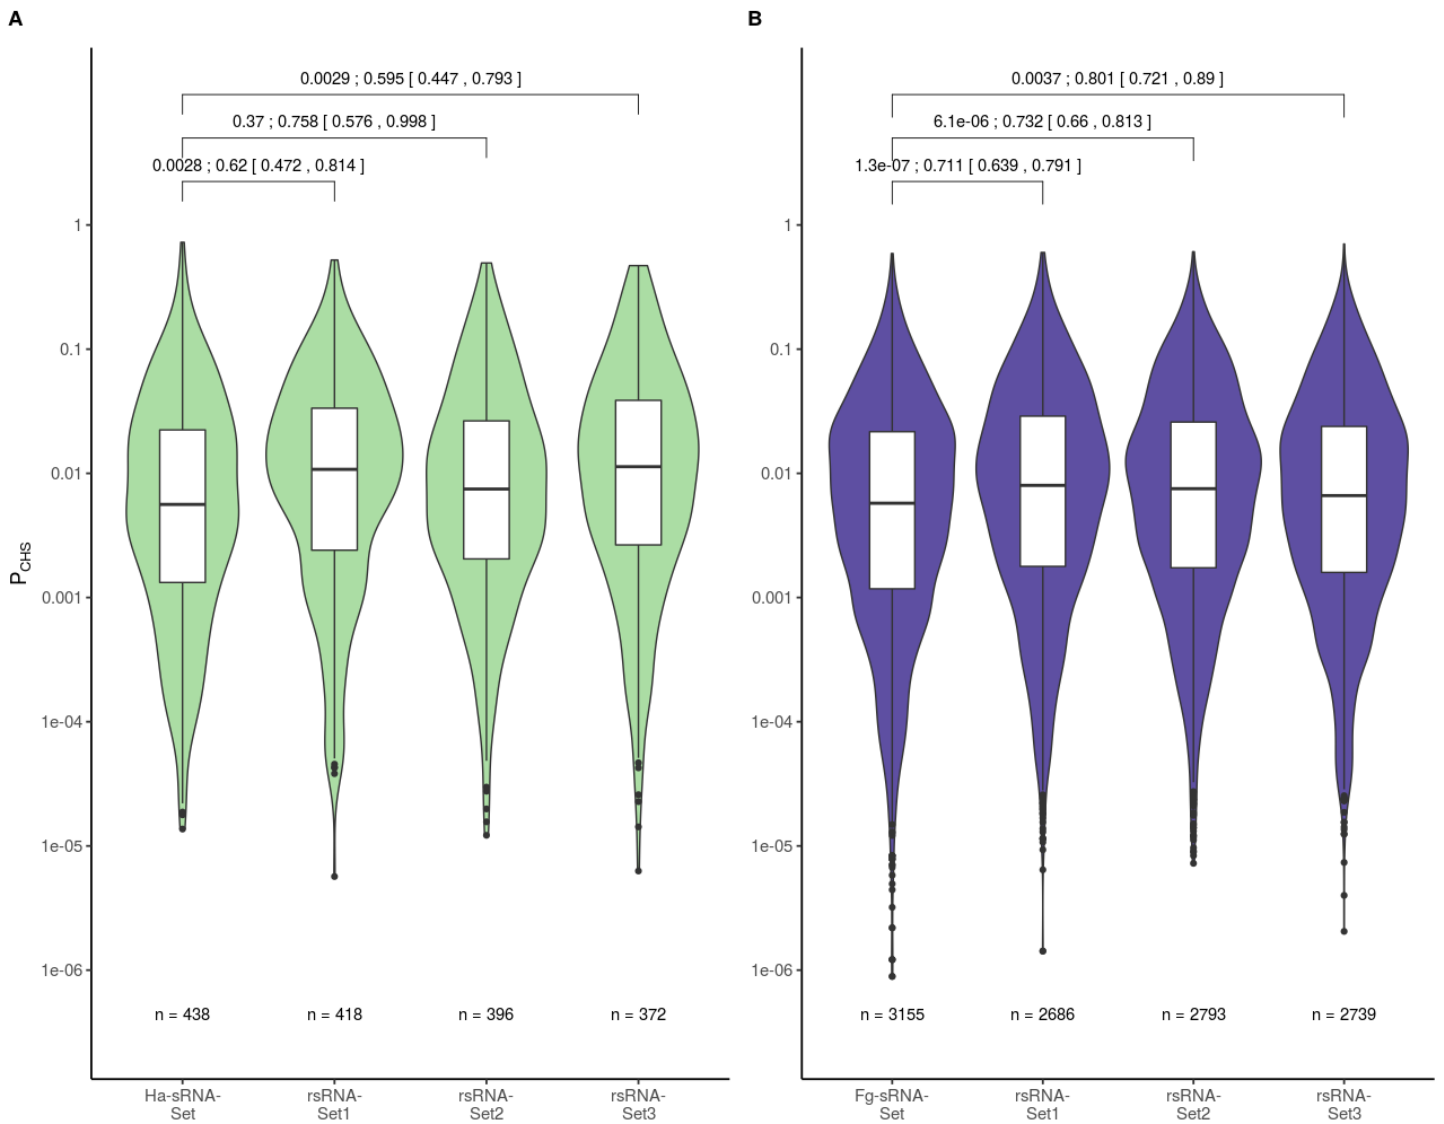 A
0.0029 ; 0.595 [ 0.447 , 0.793 ]
0.37 ; 0.758 [ 0.576 , 0.998 ]
0.0028 ; 0.62 [ 0.472 , 0.814 ]
1
0.1
0.01
0.001
1e-04
1e-05
1e-06
P_CHS
n = 438
n = 418
n = 396
n = 372
Ha-sRNA-
Set
rsRNA-
Set1
rsRNA-
Set2
rsRNA-
Set3
B
0.0037 ; 0.801 [ 0.721 , 0.89 ]
6.1e-06 ; 0.732 [ 0.66 , 0.813 ]
1.3e-07 ; 0.711 [ 0.639 , 0.791 ]
1
0.1
0.01
0.001
1e-04
1e-05
1e-06
n = 3155
n = 2686
n = 2793
n = 2739
Fg-sRNA-
Set
rsRNA-
Set1
rsRNA-
Set2
rsRNA-
Set3